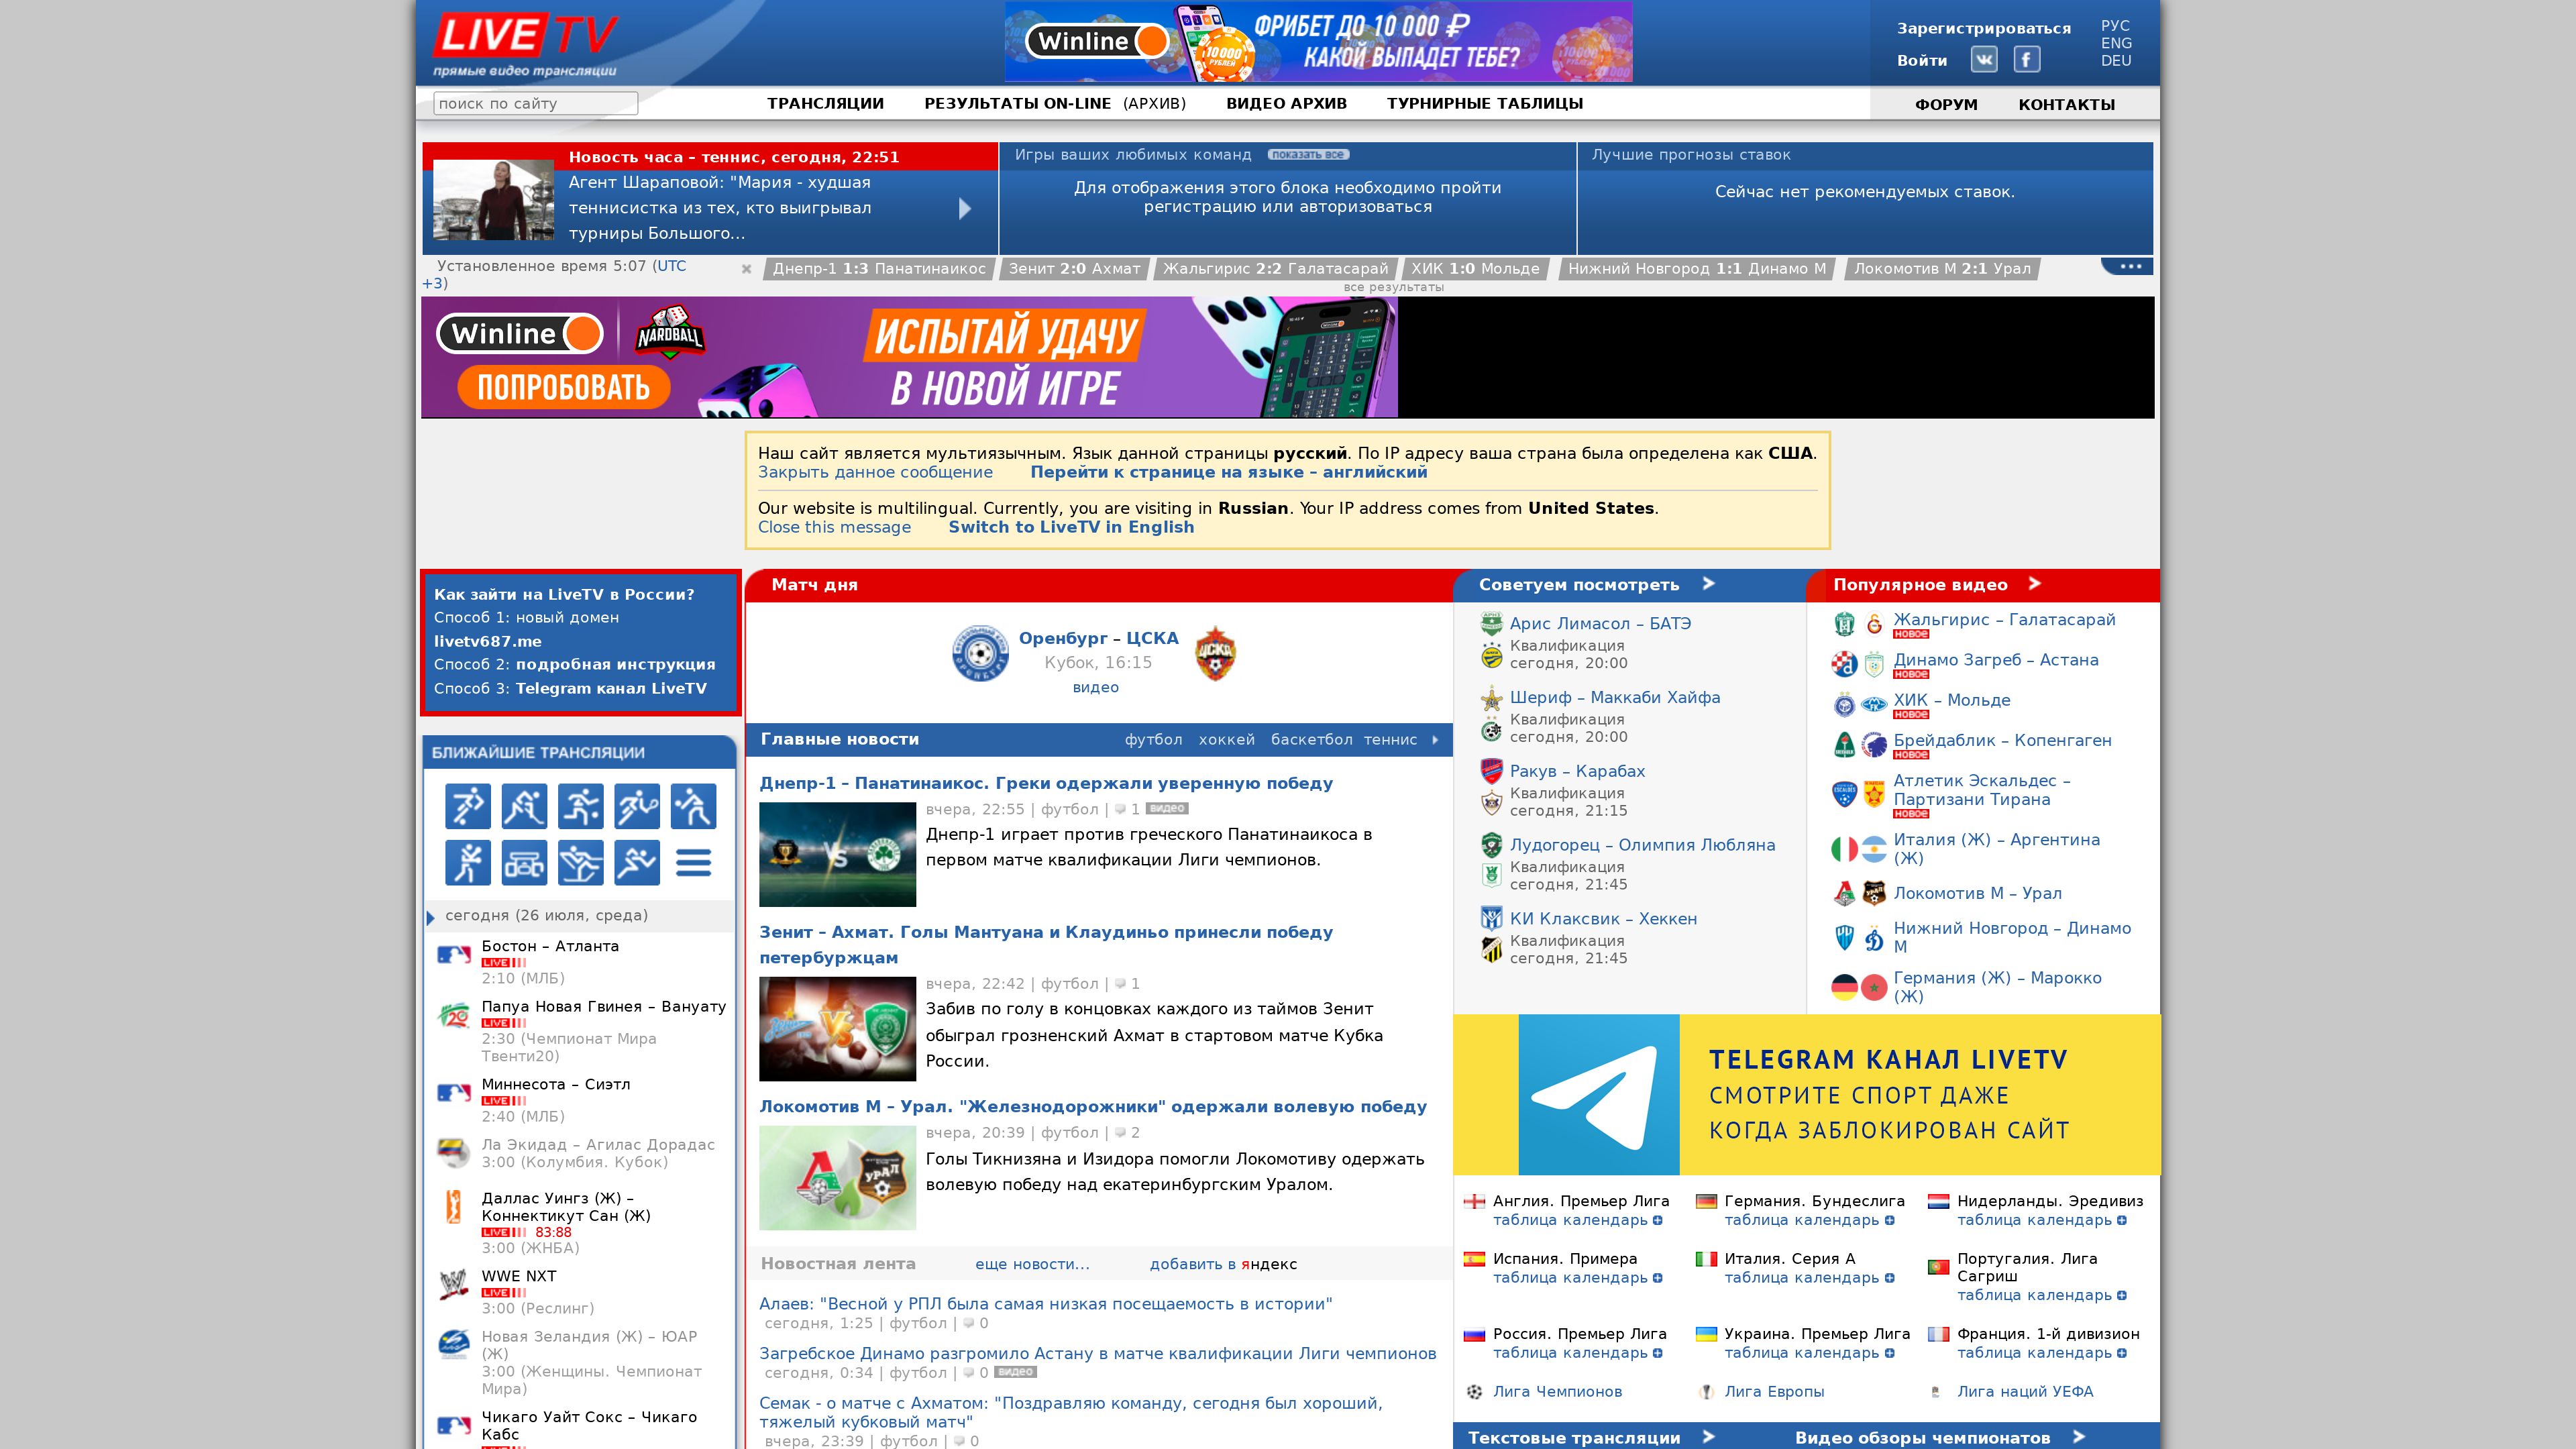 LIVE TV
прямые видео трансляции
Winline
ФРИБЕТ ДО 10 000 ₽
КАКОЙ ВЫПАДЕТ ТЕБЕ?
10 000
РУБЛЕЙ
Зарегистрироваться
Войти
РУС
ENG
DEU
поиск по сайту
ТРАНСЛЯЦИИ
РЕЗУЛЬТАТЫ ON-LINE (АРХИВ)
ВИДЕО АРХИВ
ТУРНИРНЫЕ ТАБЛИЦЫ
ФОРУМ
КОНТАКТЫ
Новость часа – теннис, сегодня, 22:51
Агент Шараповой: "Мария - худшая
теннисистка из тех, кто выигрывал
турниры Большого...
Игры ваших любимых команд показать все
Для отображения этого блока необходимо пройти
регистрацию или авторизоваться
Лучшие прогнозы ставок
Сейчас нет рекомендуемых ставок.
Установленное время 5:07 (UTC
+3)
Днепр-1 1:3 Панатинаикос
Зенит 2:0 Ахмат
Жальгирис 2:2 Галатасарай
ХИК 1:0 Мольде
Нижний Новгород 1:1 Динамо М
Локомотив М 2:1 Урал
все результаты
Winline
NARDBALL
ПОПРОБОВАТЬ
ИСПЫТАЙ УДАЧУ
В НОВОЙ ИГРЕ
Наш сайт является мультиязычным. Язык данной страницы русский. По IP адресу ваша страна была определена как США.
Закрыть данное сообщение Перейти к странице на языке – английский
Our website is multilingual. Currently, you are visiting in Russian. Your IP address comes from United States.
Close this message Switch to LiveTV in English
Как зайти на LiveTV в России?
Способ 1: новый домен
livetv687.me
Способ 2: подробная инструкция
Способ 3: Telegram канал LiveTV
БЛИЖАЙШИЕ ТРАНСЛЯЦИИ
сегодня (26 июля, среда)
Бостон – Атланта
LIVE
2:10 (МЛБ)
Папуа Новая Гвинея – Вануату
LIVE
2:30 (Чемпионат Мира
Твенти20)
Миннесота – Сиэтл
LIVE
2:40 (МЛБ)
Ла Экидад – Агилас Дорадас
3:00 (Колумбия. Кубок)
Даллас Уингз (Ж) –
Коннектикут Сан (Ж)
LIVE 83:88
3:00 (ЖНБА)
WWE NXT
LIVE
3:00 (Реслинг)
Новая Зеландия (Ж) – ЮАР
(Ж)
3:00 (Женщины. Чемпионат
Мира)
Чикаго Уайт Сокс – Чикаго
Кабс
Матч дня
Оренбург – ЦСКА
Кубок, 16:15
видео
Главные новости
футбол хоккей баскетбол теннис
Днепр-1 – Панатинаикос. Греки одержали уверенную победу
VS
вчера, 22:55 | футбол | 1 видео
Днепр-1 играет против греческого Панатинаикоса в
первом матче квалификации Лиги чемпионов.
Зенит – Ахмат. Голы Мантуана и Клаудиньо принесли победу
петербуржцам
VS
вчера, 22:42 | футбол | 1
Забив по голу в концовках каждого из таймов Зенит
обыграл грозненский Ахмат в стартовом матче Кубка
России.
Локомотив М – Урал. "Железнодорожники" одержали волевую победу
УРАЛ
вчера, 20:39 | футбол | 2
Голы Тикнизяна и Изидора помогли Локомотиву одержать
волевую победу над екатеринбургским Уралом.
Новостная лента еще новости... добавить в яндекс
Алаев: "Весной у РПЛ была самая низкая посещаемость в истории"
сегодня, 1:25 | футбол | 0
Загребское Динамо разгромило Астану в матче квалификации Лиги чемпионов
сегодня, 0:34 | футбол | 0 видео
Семак - о матче с Ахматом: "Поздравляю команду, сегодня был хороший,
тяжелый кубковый матч"
вчера, 23:39 | футбол | 0
Советуем посмотреть
Арис Лимасол – БАТЭ
Квалификация
сегодня, 20:00
Шериф – Маккаби Хайфа
Квалификация
сегодня, 20:00
Ракув – Карабах
Квалификация
сегодня, 21:15
Лудогорец – Олимпия Любляна
Квалификация
сегодня, 21:45
КИ Клаксвик – Хеккен
Квалификация
сегодня, 21:45
Популярное видео
Жальгирис – Галатасарай
новое
Динамо Загреб – Астана
новое
ХИК – Мольде
новое
Брейдаблик – Копенгаген
новое
Атлетик Эскальдес –
Партизани Тирана
новое
Италия (Ж) – Аргентина
(Ж)
Локомотив М – Урал
Нижний Новгород – Динамо
М
Германия (Ж) – Марокко
(Ж)
TELEGRAM КАНАЛ LIVETV
СМОТРИТЕ СПОРТ ДАЖЕ
КОГДА ЗАБЛОКИРОВАН САЙТ
Англия. Премьер Лига
таблица календарь
Германия. Бундеслига
таблица календарь
Нидерланды. Эредивиз
таблица календарь
Испания. Примера
таблица календарь
Италия. Серия А
таблица календарь
Португалия. Лига
Сагриш
таблица календарь
Россия. Премьер Лига
таблица календарь
Украина. Премьер Лига
таблица календарь
Франция. 1-й дивизион
таблица календарь
Лига Чемпионов
Лига Европы
Лига наций УЕФА
Текстовые трансляции
Видео обзоры чемпионатов